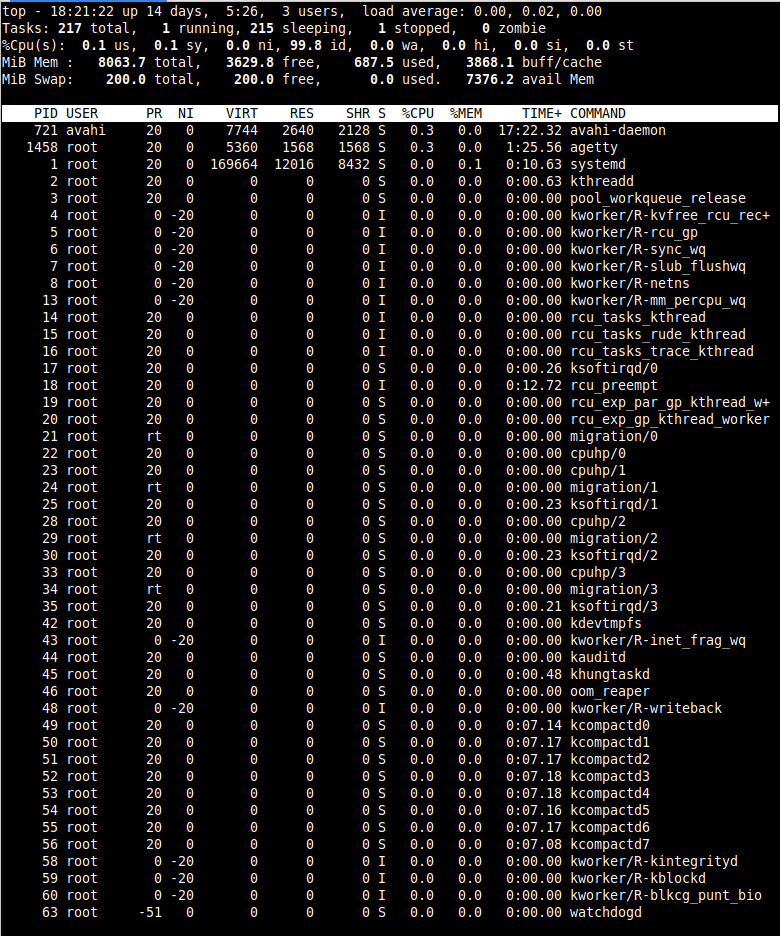 top - 18:21:22 up 14 days,  5:26,  3 users,  load average: 0.00, 0.02, 0.00
Tasks: 217 total,   1 running, 215 sleeping,   1 stopped,   0 zombie
%Cpu(s):  0.1 us,  0.1 sy,  0.0 ni, 99.8 id,  0.0 wa,  0.0 hi,  0.0 si,  0.0 st
MiB Mem :   8063.7 total,   3629.8 free,    687.5 used,   3868.1 buff/cache
MiB Swap:    200.0 total,    200.0 free,      0.0 used.   7376.2 avail Mem
PID USER      PR  NI    VIRT    RES    SHR S  %CPU  %MEM     TIME+ COMMAND
721 avahi     20   0    7744   2640   2128 S   0.3   0.0  17:22.32 avahi-daemon
1458 root      20   0    5360   1568   1568 S   0.3   0.0   1:25.56 agetty
1 root      20   0  169664  12016   8432 S   0.0   0.1   0:10.63 systemd
2 root      20   0       0      0      0 S   0.0   0.0   0:00.63 kthreadd
3 root      20   0       0      0      0 S   0.0   0.0   0:00.00 pool_workqueue_release
4 root       0 -20       0      0      0 I   0.0   0.0   0:00.00 kworker/R-kvfree_rcu_rec+
5 root       0 -20       0      0      0 I   0.0   0.0   0:00.00 kworker/R-rcu_gp
6 root       0 -20       0      0      0 I   0.0   0.0   0:00.00 kworker/R-sync_wq
7 root       0 -20       0      0      0 I   0.0   0.0   0:00.00 kworker/R-slub_flushwq
8 root       0 -20       0      0      0 I   0.0   0.0   0:00.00 kworker/R-netns
13 root       0 -20       0      0      0 I   0.0   0.0   0:00.00 kworker/R-mm_percpu_wq
14 root      20   0       0      0      0 I   0.0   0.0   0:00.00 rcu_tasks_kthread
15 root      20   0       0      0      0 I   0.0   0.0   0:00.00 rcu_tasks_rude_kthread
16 root      20   0       0      0      0 I   0.0   0.0   0:00.00 rcu_tasks_trace_kthread
17 root      20   0       0      0      0 S   0.0   0.0   0:00.26 ksoftirqd/0
18 root      20   0       0      0      0 I   0.0   0.0   0:12.72 rcu_preempt
19 root      20   0       0      0      0 S   0.0   0.0   0:00.00 rcu_exp_par_gp_kthread_w+
20 root      20   0       0      0      0 S   0.0   0.0   0:00.00 rcu_exp_gp_kthread_worker
21 root      rt   0       0      0      0 S   0.0   0.0   0:00.00 migration/0
22 root      20   0       0      0      0 S   0.0   0.0   0:00.00 cpuhp/0
23 root      20   0       0      0      0 S   0.0   0.0   0:00.00 cpuhp/1
24 root      rt   0       0      0      0 S   0.0   0.0   0:00.00 migration/1
25 root      20   0       0      0      0 S   0.0   0.0   0:00.23 ksoftirqd/1
28 root      20   0       0      0      0 S   0.0   0.0   0:00.00 cpuhp/2
29 root      rt   0       0      0      0 S   0.0   0.0   0:00.00 migration/2
30 root      20   0       0      0      0 S   0.0   0.0   0:00.23 ksoftirqd/2
33 root      20   0       0      0      0 S   0.0   0.0   0:00.00 cpuhp/3
34 root      rt   0       0      0      0 S   0.0   0.0   0:00.00 migration/3
35 root      20   0       0      0      0 S   0.0   0.0   0:00.21 ksoftirqd/3
42 root      20   0       0      0      0 S   0.0   0.0   0:00.00 kdevtmpfs
43 root       0 -20       0      0      0 I   0.0   0.0   0:00.00 kworker/R-inet_frag_wq
44 root      20   0       0      0      0 S   0.0   0.0   0:00.00 kauditd
45 root      20   0       0      0      0 S   0.0   0.0   0:00.48 khungtaskd
46 root      20   0       0      0      0 S   0.0   0.0   0:00.00 oom_reaper
48 root       0 -20       0      0      0 I   0.0   0.0   0:00.00 kworker/R-writeback
49 root      20   0       0      0      0 S   0.0   0.0   0:07.14 kcompactd0
50 root      20   0       0      0      0 S   0.0   0.0   0:07.17 kcompactd1
51 root      20   0       0      0      0 S   0.0   0.0   0:07.17 kcompactd2
52 root      20   0       0      0      0 S   0.0   0.0   0:07.18 kcompactd3
53 root      20   0       0      0      0 S   0.0   0.0   0:07.18 kcompactd4
54 root      20   0       0      0      0 S   0.0   0.0   0:07.16 kcompactd5
55 root      20   0       0      0      0 S   0.0   0.0   0:07.17 kcompactd6
56 root      20   0       0      0      0 S   0.0   0.0   0:07.08 kcompactd7
58 root       0 -20       0      0      0 I   0.0   0.0   0:00.00 kworker/R-kintegrityd
59 root       0 -20       0      0      0 I   0.0   0.0   0:00.00 kworker/R-kblockd
60 root       0 -20       0      0      0 I   0.0   0.0   0:00.00 kworker/R-blkcg_punt_bio
63 root     -51   0       0      0      0 S   0.0   0.0   0:00.00 watchdogd